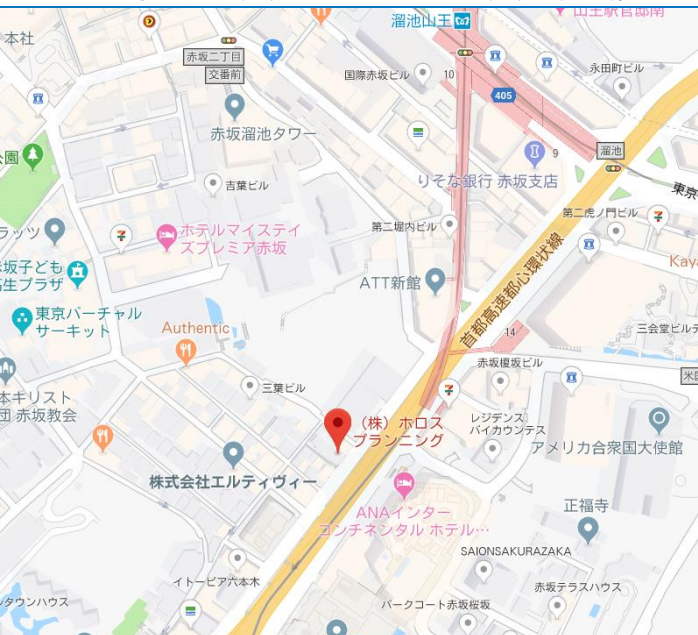 溜池山王
山王駅官邸南
本社
赤坂二丁目
交番前
国際赤坂ビル
10
永田町ビル
405
赤坂溜池タワー
9
溜池
公園
りそな銀行 赤坂支店
吉葉ビル
東京
第二虎ノ門ビル
第二堀内ビル
ラッツ
ホテルマイステイ
ズプレミア赤坂
首都高速都心環状線
Kaya
坂子ども
高生プラザ
ATT新館
東京バーチャル
サーキット
Authentic
14
三会堂ビルデ
赤坂榎坂ビル
米国
三葉ビル
本キリスト
団 赤坂教会
(株)ホロス
プランニング
レジデンス
バイカウンテス
アメリカ合衆国大使館
株式会社エルティヴィー
ANAインター
コンチネンタル ホテル…
正福寺
SAIONSAKURAZAKA
イトーピア六本木
赤坂テラスハウス
タウンハウス
パークコート赤坂桜坂